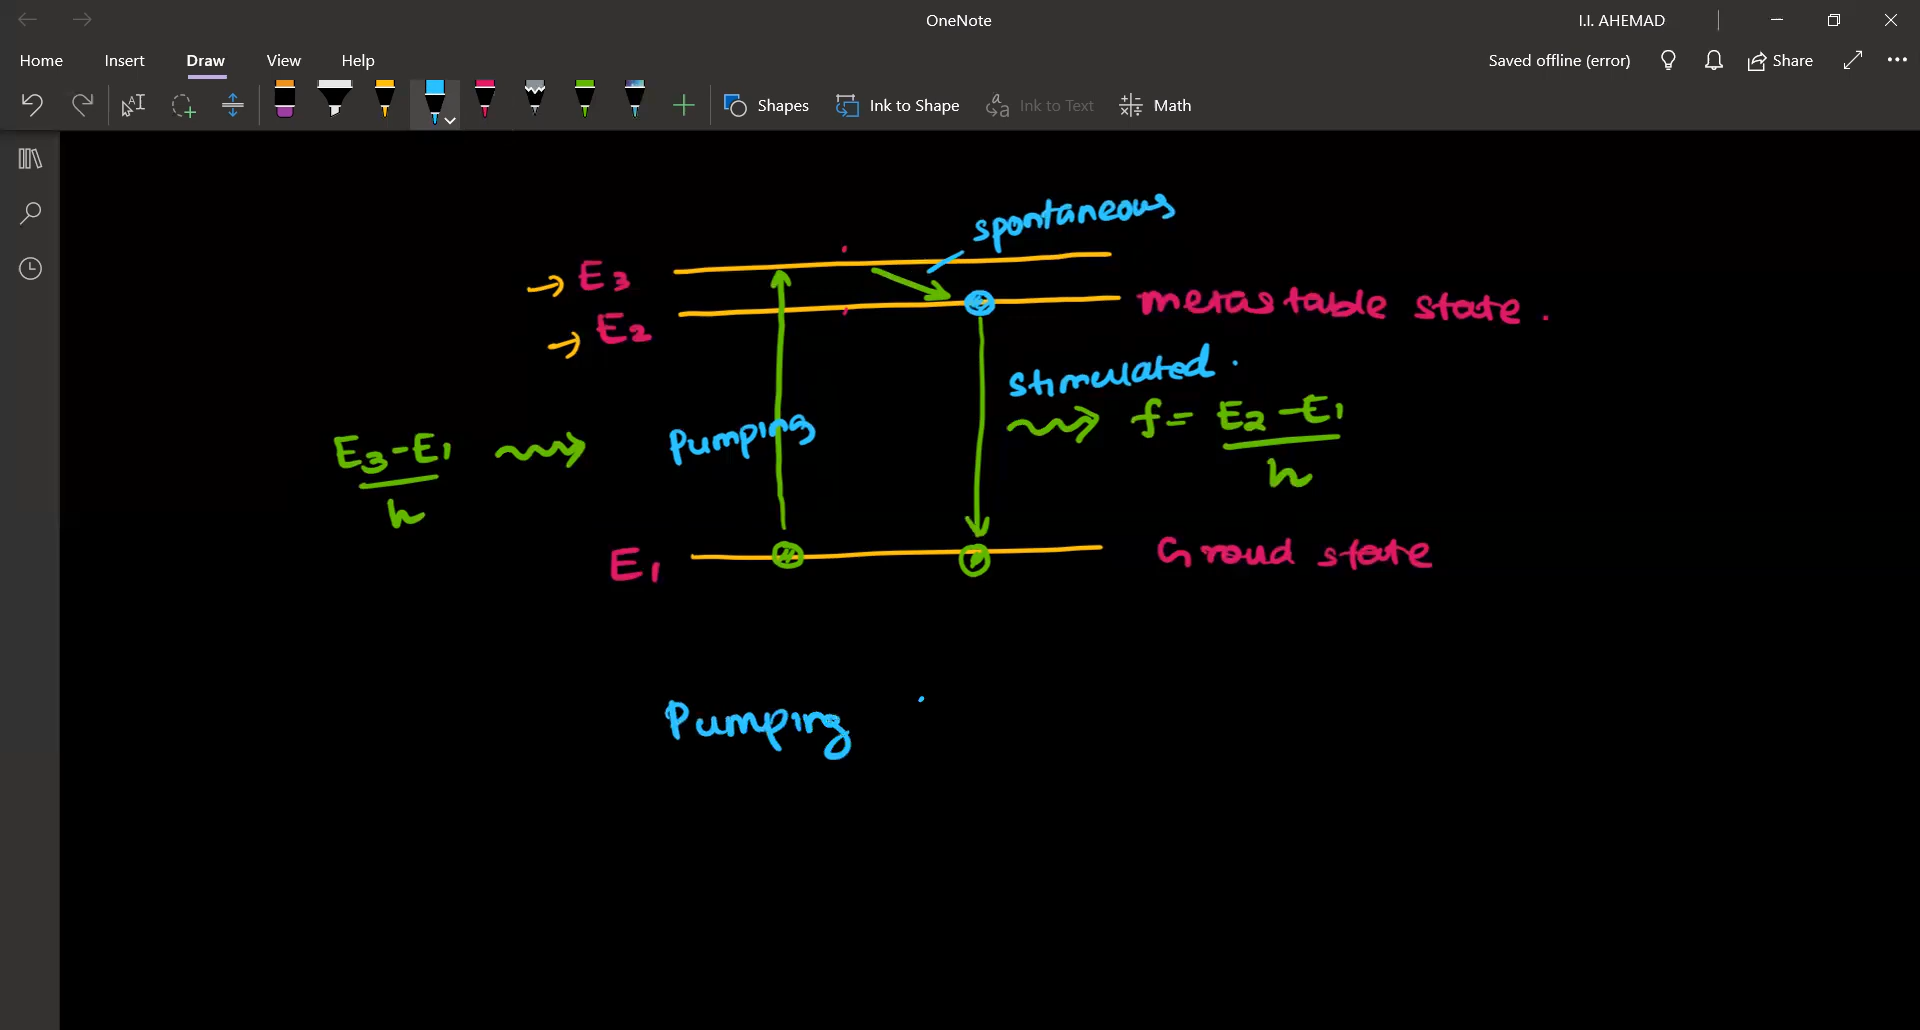 OneNote
I.I. AHEMAD
Home Insert Draw View Help
Saved offline (error) Share
Shapes Ink to Shape Ink to Text Math
spontaneous
E3
E2
metastable state.
stimulated.
f = E2 - E1 / h
Pumping
E3 - E1 / h
E1
Groud state
Pumping